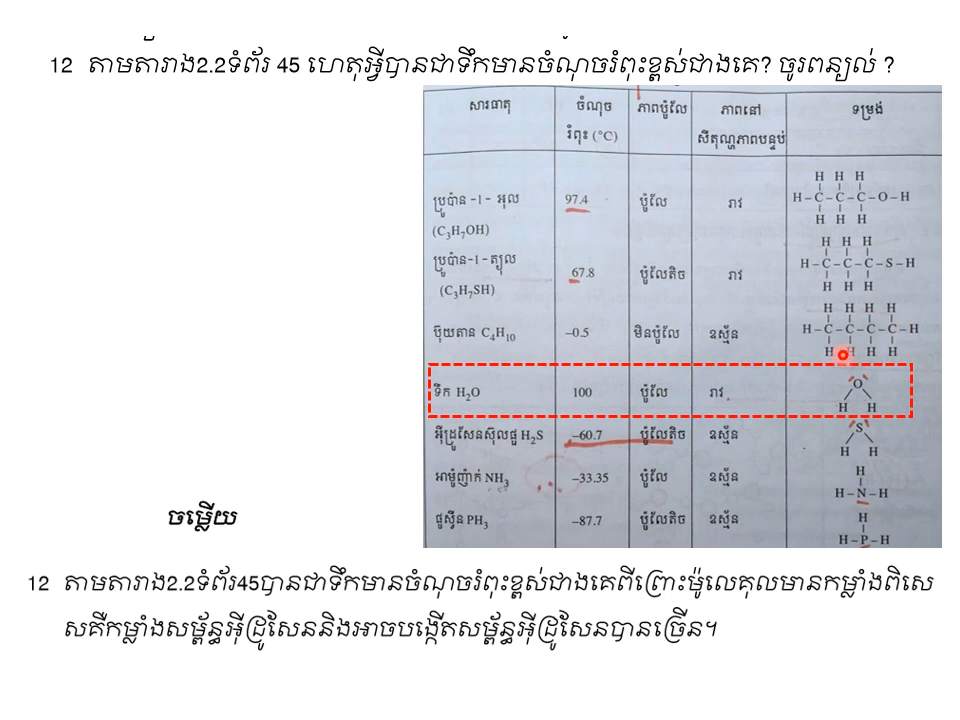 12 តាមតារាង2.2ទំព័រ 45 ហេតុអ្វីបានជាទឹកមានចំណុចរំពុះខ្ពស់ជាងគេ? ចូរពន្យល់ ?
សារធាតុ ចំណុច ភាពប៉ូលែ ភាពនៅ ទម្រង់
រំពុះ (°C) សីតុណ្ហភាពបន្ទប់
ប្រូប៉ាន -1- អុល 97.4 ប៉ូលែ រាវ
(C3H7OH)
H H H
H-C-C-C-O-H
H H H
ប្រូប៉ាន-1-ត្យុល 67.8 ប៉ូលែតិច រាវ
(C3H7SH)
H H H
H-C-C-C-S-H
H H H
ប៊ុយតាន C4H10 -0.5 មិនប៉ូលែ ឧស្ម័ន
H H H H
H-C-C-C-C-H
H H H H
ទឹក H2O 100 ប៉ូលែ រាវ
O
H H
អ៊ីដ្រូសែនស៊ុលផួ H2S -60.7 ប៉ូលែតិច ឧស្ម័ន
S
H H
អាម៉ូញ៉ាក់ NH3 -33.35 ប៉ូលែ ឧស្ម័ន
H
H-N-H
ផូស្វីន PH3 -87.7 ប៉ូលែតិច ឧស្ម័ន
H
H-P-H
ចម្លើយ
12 តាមតារាង2.2ទំព័រ45បានជាទឹកមានចំណុចរំពុះខ្ពស់ជាងគេពីព្រោះម៉ូលេគុលមានកម្លាំងពិសេ
សគឺកម្លាំងសម្ព័ន្ធអ៊ីដ្រូសែននិងអាចបង្កើតសម្ព័ន្ធអ៊ីដ្រូសែនបានច្រើន។